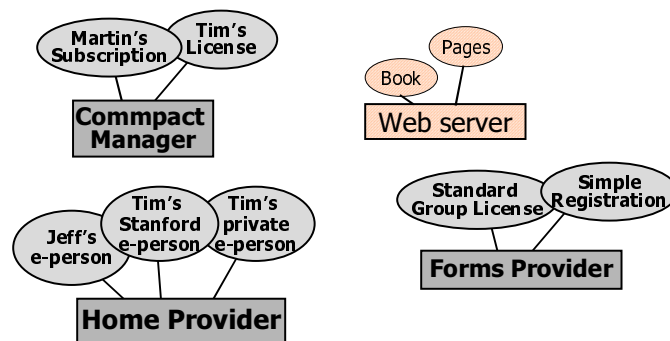 Martin's
Subscription
Tim's
License
Commpact
Manager
Pages
Book
Web server
Jeff's
e-person
Tim's
Stanford
e-person
Tim's
private
e-person
Home Provider
Standard
Group License
Simple
Registration
Forms Provider